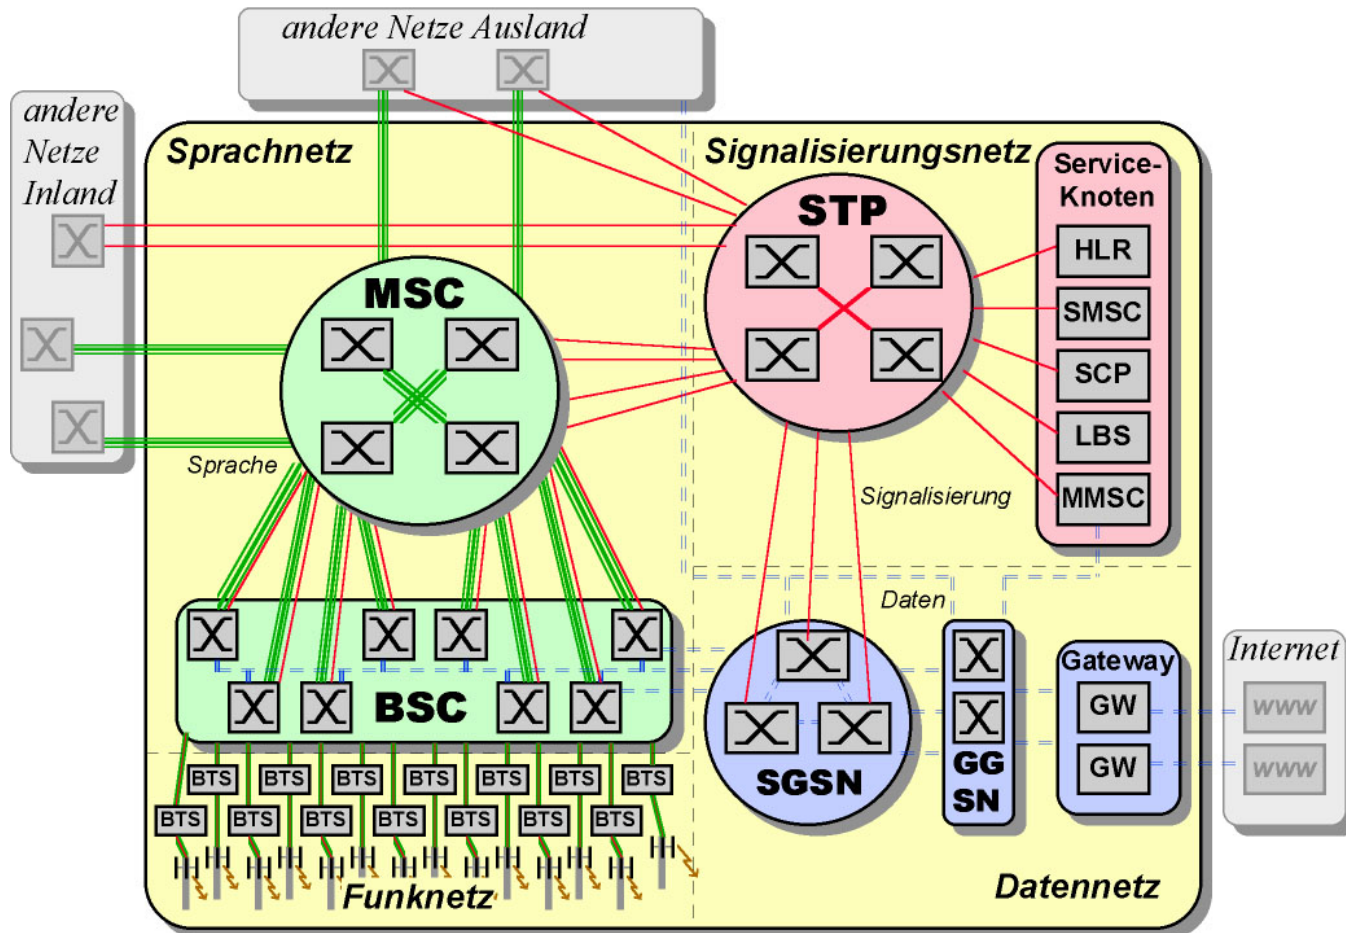 andere Netze Ausland
andere
Netze
Inland
Sprachnetz
Signalisierungsnetz
Service-
Knoten
STP
HLR
MSC
SMSC
SCP
LBS
Sprache
MMSC
Signalisierung
Daten
Internet
Gateway
BSC
GW
www
GW
www
SGSN
GG
SN
BTS
BTS
BTS
BTS
BTS
BTS
BTS
BTS
BTS
BTS
BTS
BTS
BTS
BTS
Funknetz
Datennetz